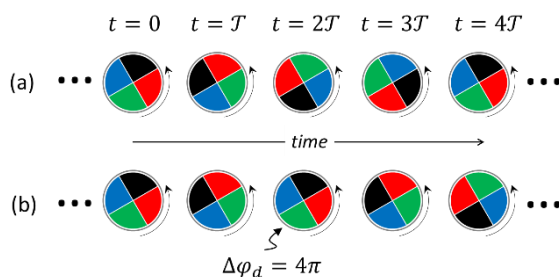 t = 0 t = 𝒯 t = 2𝒯 t = 3𝒯 t = 4𝒯
(a)
time
(b)
Δφ_d = 4π